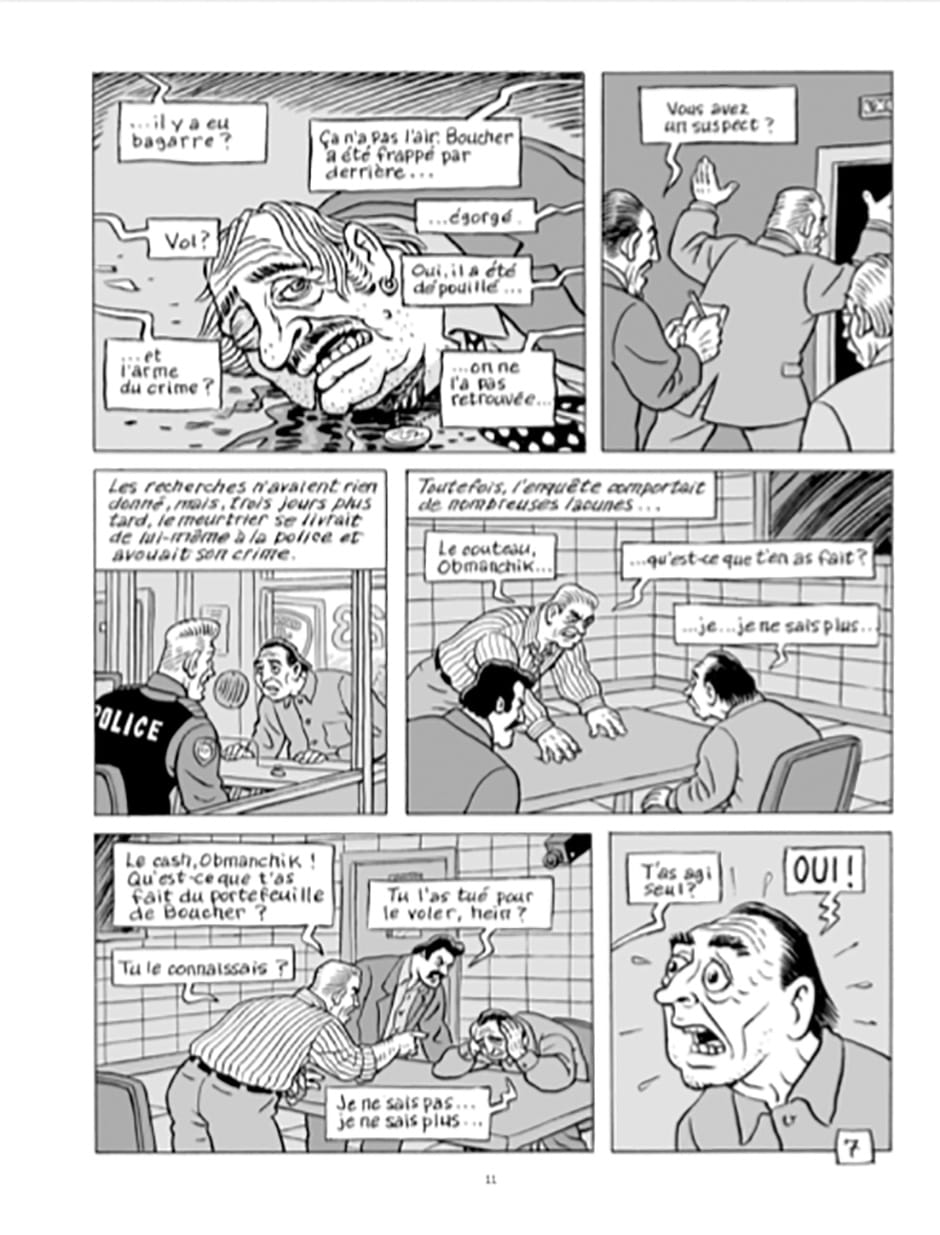 ...il y a eu
bagarre?
Ça n'a pas l'air. Boucher
a été frappé par
derrière...
...égorgé.
Vol?
Oui, il a été
dépouillé...
...et
l'arme
du crime?
...on ne
l'a pas
retrouvée...
Vous avez
un suspect?
Les recherches n'avaient rien
donné, mais, trois jours plus
tard, le meurtrier se livrait
de lui-même à la police et
avouait son crime.
POLICE
Toutefois, l'enquête comportait
de nombreuses lacunes...
Le couteau,
Obmanchik...
...qu'est-ce que t'en as fait?
...je...je ne sais plus...
Le cash, Obmanchik!
Qu'est-ce que t'as
fait du portefeuille
de Boucher?
Tu l'as tué pour
le voler, hein?
Tu le connaissais?
Je ne sais pas...
je ne sais plus...
T'as agi
seul?
OUI!
7
11